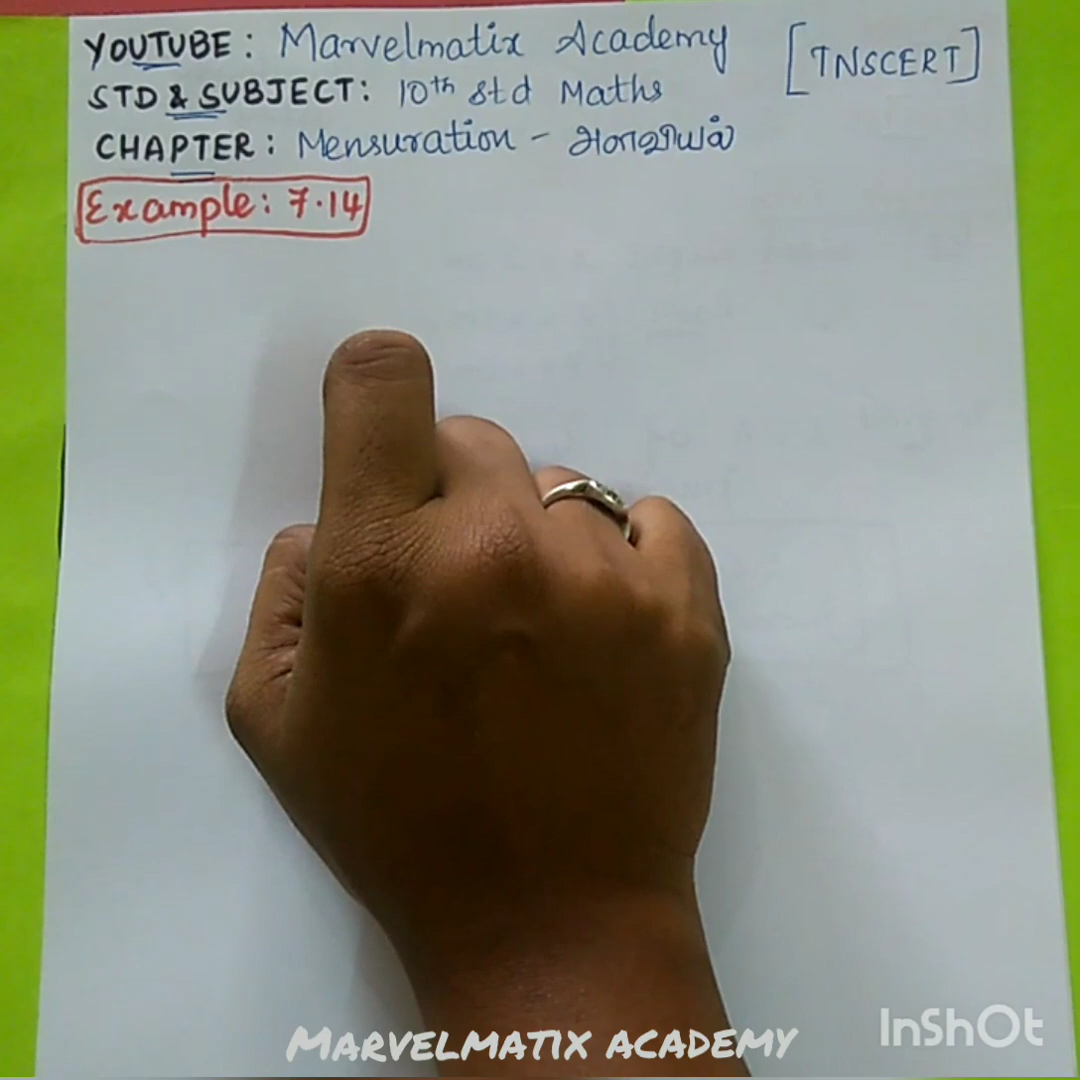 YOUTUBE: Marvelmatix Academy [TNSCERT]
STD & SUBJECT: 10th std Maths
CHAPTER: Mensuration - அளவியல்
Example: 7.14
MARVELMATIX ACADEMY
InShOt